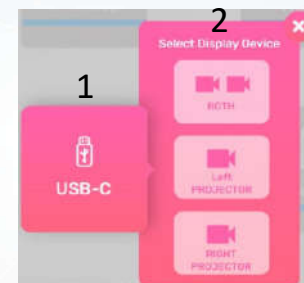 1
2
Select Display Device
USB-C
BOTH
Left
PROJECTOR
RIGHT
PROJECTOR